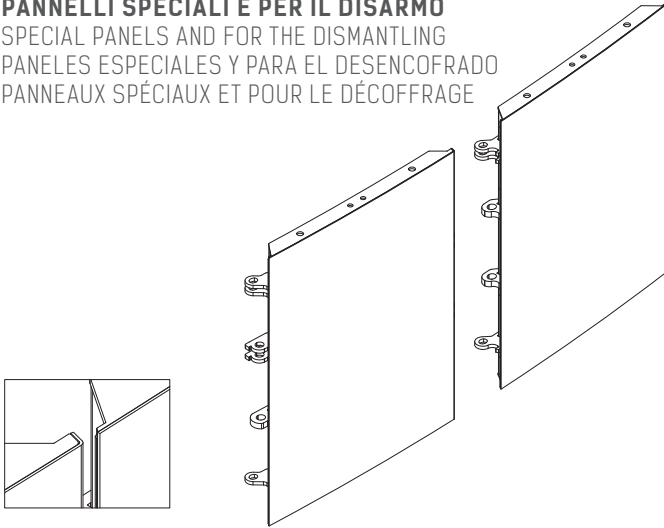 PANNELLI SPECIALI E PER IL DISARMO
SPECIAL PANELS AND FOR THE DISMANTLING
PANELES ESPECIALES Y PARA EL DESENCOFRADO
PANNEAUX SPÉCIAUX ET POUR LE DÉCOFFRAGE